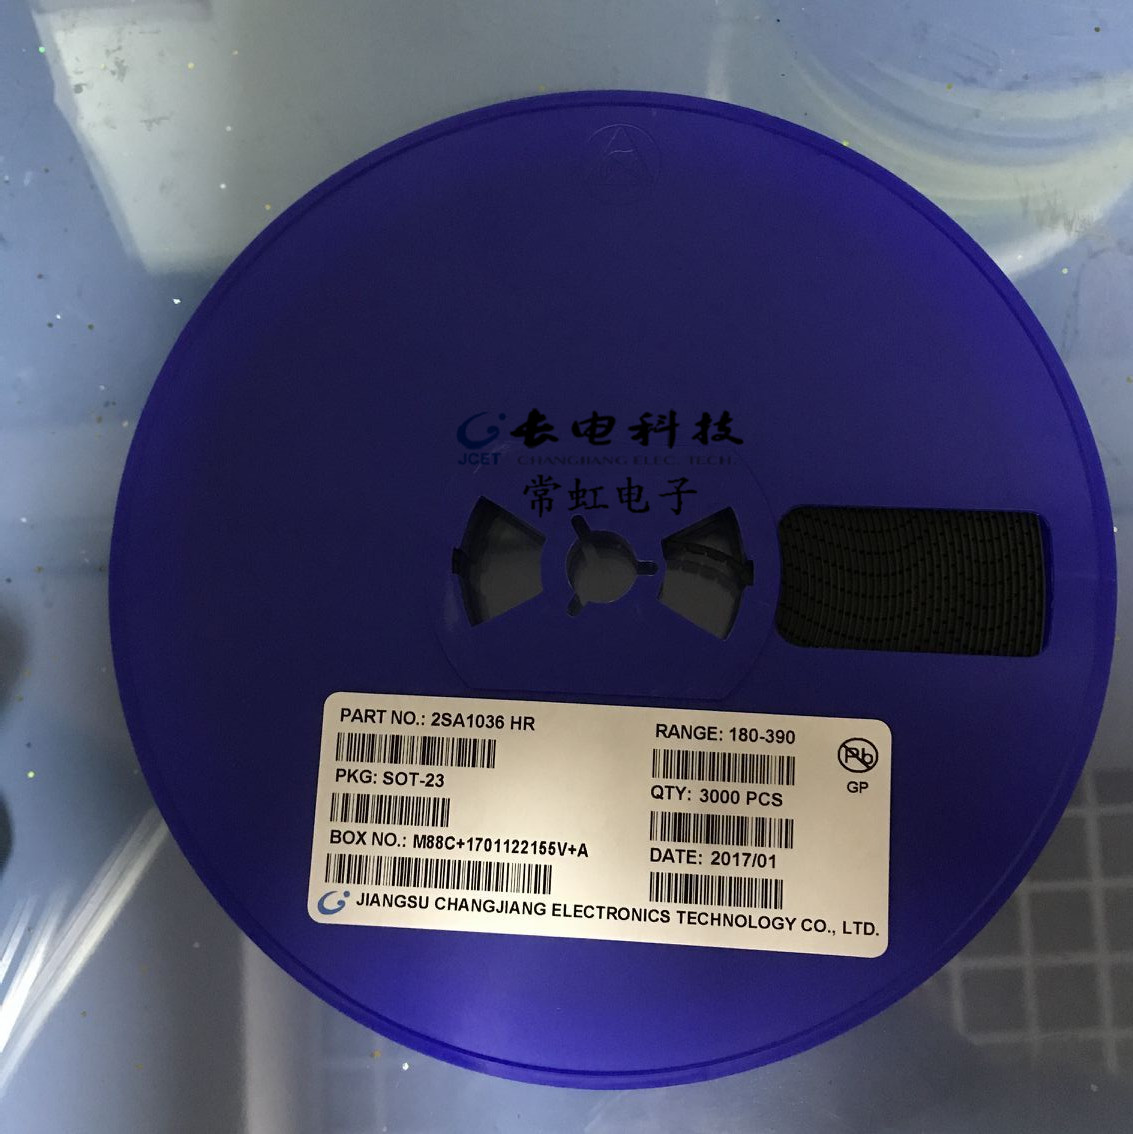 长电科技
JCET CHANGJIANG ELEC. TECH.
常虹电子
PART NO.: 2SA1036 HR
RANGE: 180-390
Pb
GP
PKG: SOT-23
QTY: 3000 PCS
BOX NO.: M88C+1701122155V+A
DATE: 2017/01
JIANGSU CHANGJIANG ELECTRONICS TECHNOLOGY CO., LTD.